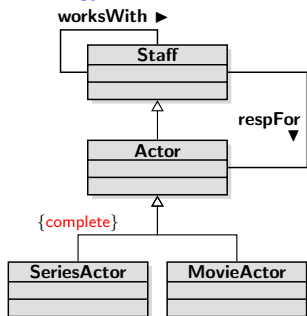 worksWith ►
Staff
respFor
▼
Actor
{complete}
SeriesActor
MovieActor